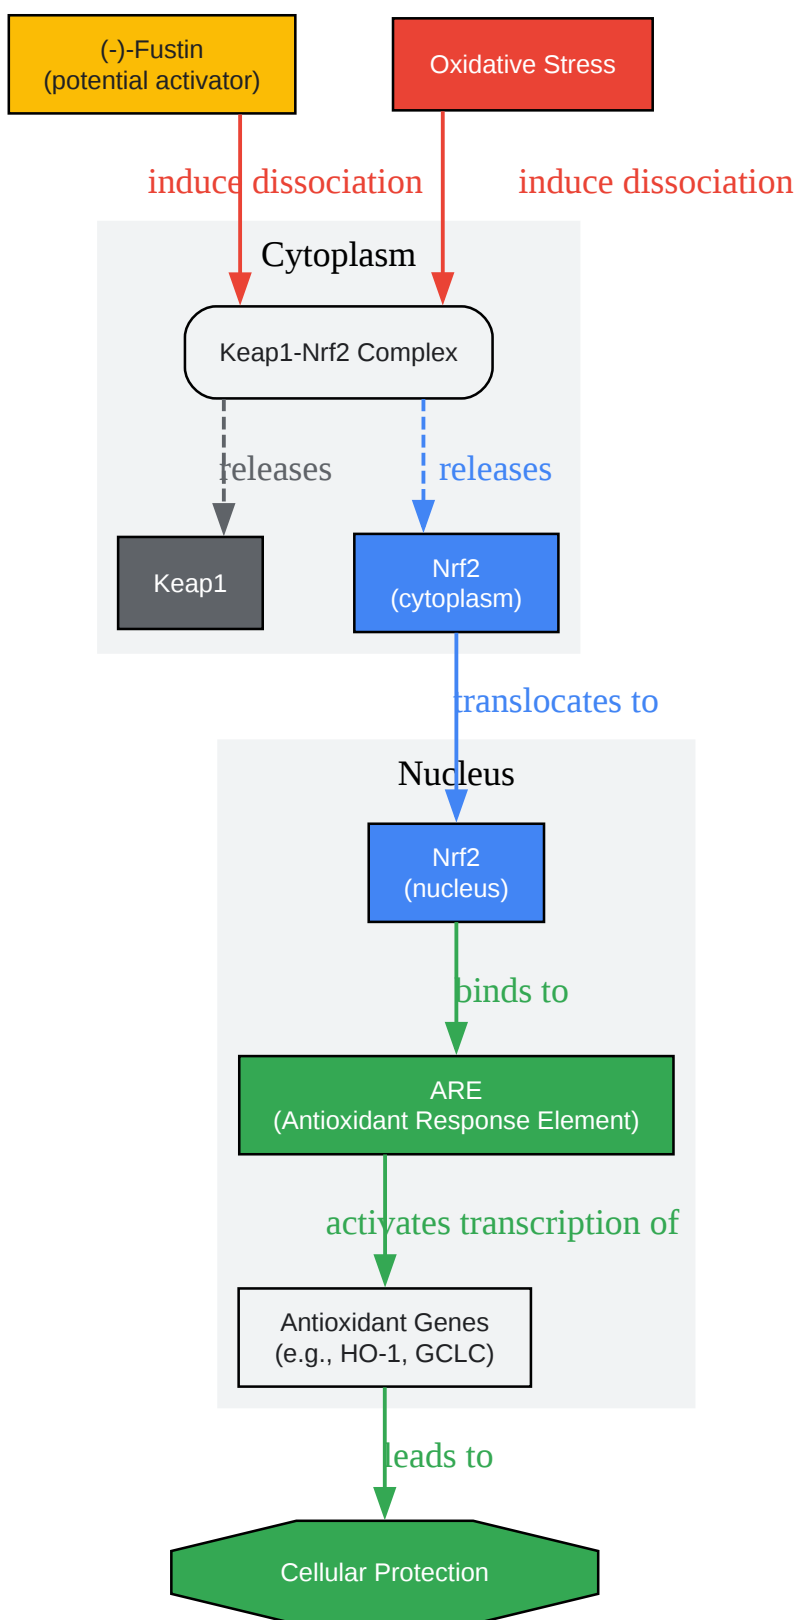 (-)-Fustin
(potential activator)
Oxidative Stress
induce dissociation
induce dissociation
Cytoplasm
Keap1-Nrf2 Complex
releases
releases
Keap1
Nrf2
(cytoplasm)
translocates to
Nucleus
Nrf2
(nucleus)
binds to
ARE
(Antioxidant Response Element)
activates transcription of
Antioxidant Genes
(e.g., HO-1, GCLC)
leads to
Cellular Protection